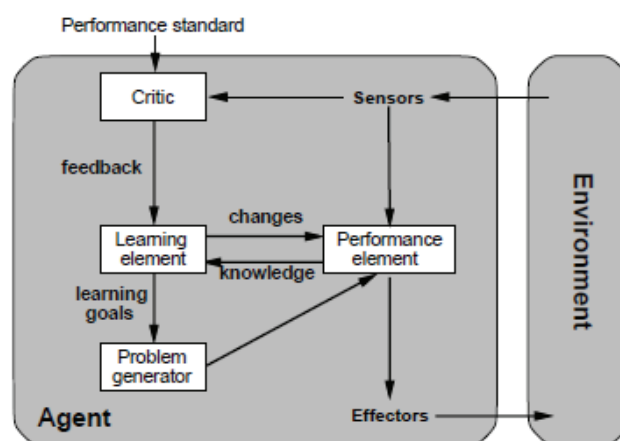 Performance standard
Critic
Sensors
feedback
changes
Learning
element
Performance
element
knowledge
learning
goals
Problem
generator
Agent
Effectors
Environment